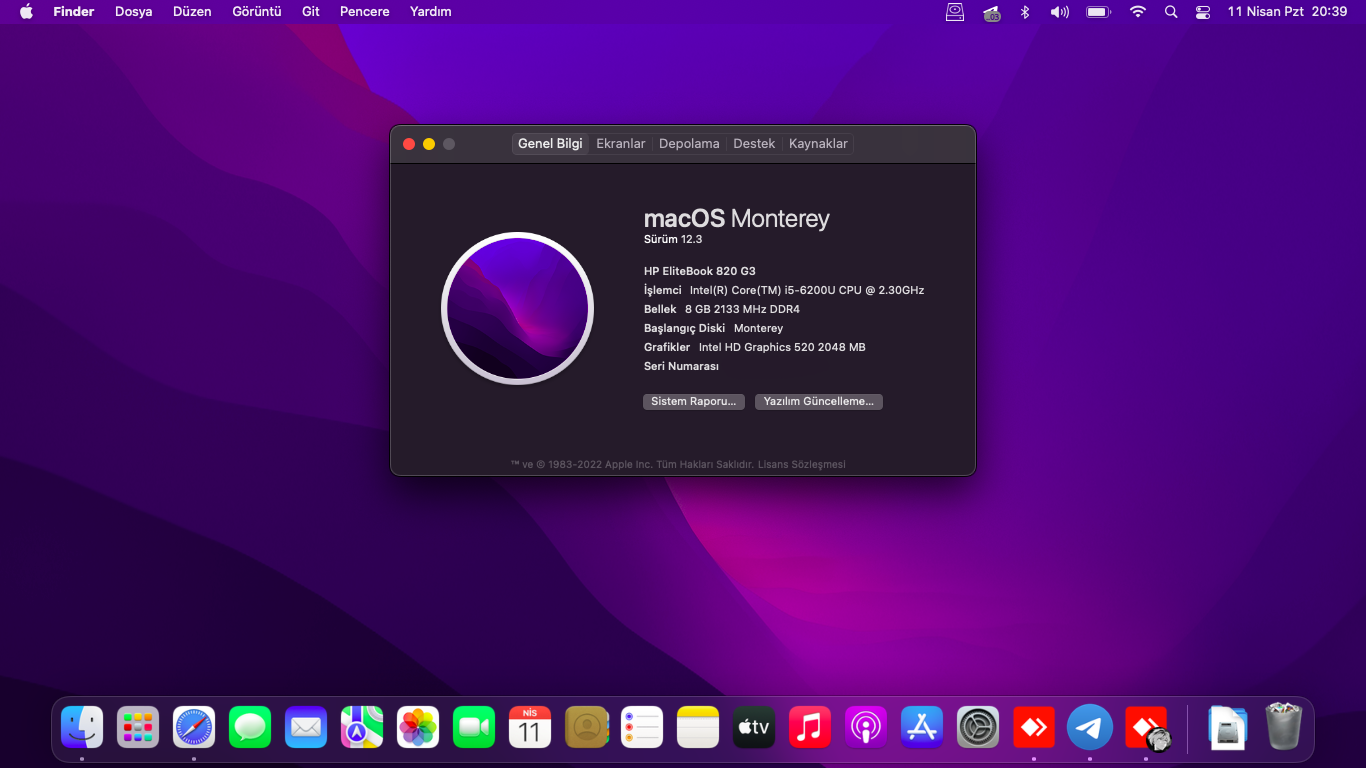 Finder Dosya Düzen Görüntü Git Pencere Yardım 11 Nisan Pzt 20:39
Genel Bilgi Ekranlar Depolama Destek Kaynaklar
macOS Monterey
Sürüm 12.3
HP EliteBook 820 G3
İşlemci Intel(R) Core(TM) i5-6200U CPU @ 2.30GHz
Bellek 8 GB 2133 MHz DDR4
Başlangıç Diski Monterey
Grafikler Intel HD Graphics 520 2048 MB
Seri Numarası
Sistem Raporu... Yazılım Güncelleme...
™ ve © 1983-2022 Apple Inc. Tüm Hakları Saklıdır. Lisans Sözleşmesi
NİS
11
tv